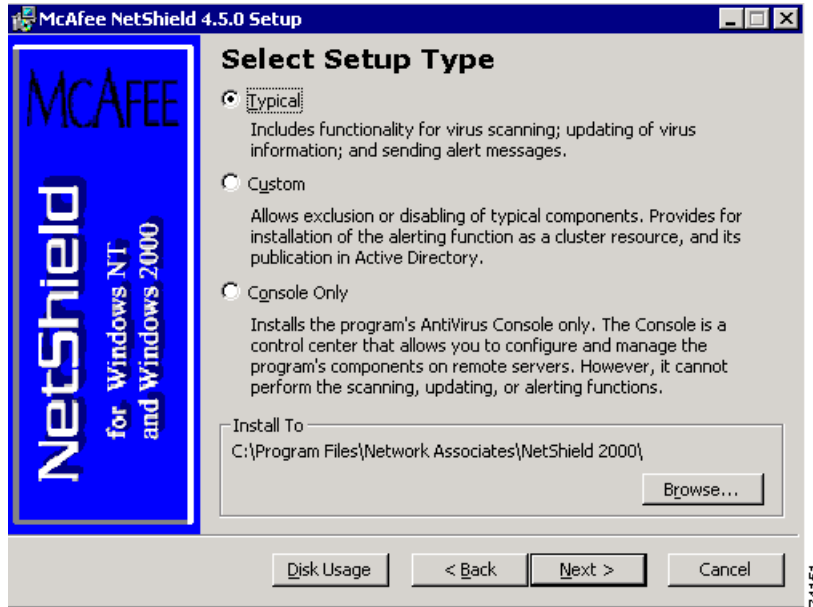 McAfee NetShield 4.5.0 Setup
MCAFEE
NetShield
for Windows NT
and Windows 2000
Select Setup Type
Typical
Includes functionality for virus scanning; updating of virus
information; and sending alert messages.
Custom
Allows exclusion or disabling of typical components. Provides for
installation of the alerting function as a cluster resource, and its
publication in Active Directory.
Console Only
Installs the program's AntiVirus Console only. The Console is a
control center that allows you to configure and manage the
program's components on remote servers. However, it cannot
perform the scanning, updating, or alerting functions.
Install To
C:\Program Files\Network Associates\NetShield 2000\
Browse...
Disk Usage
< Back
Next >
Cancel
74151